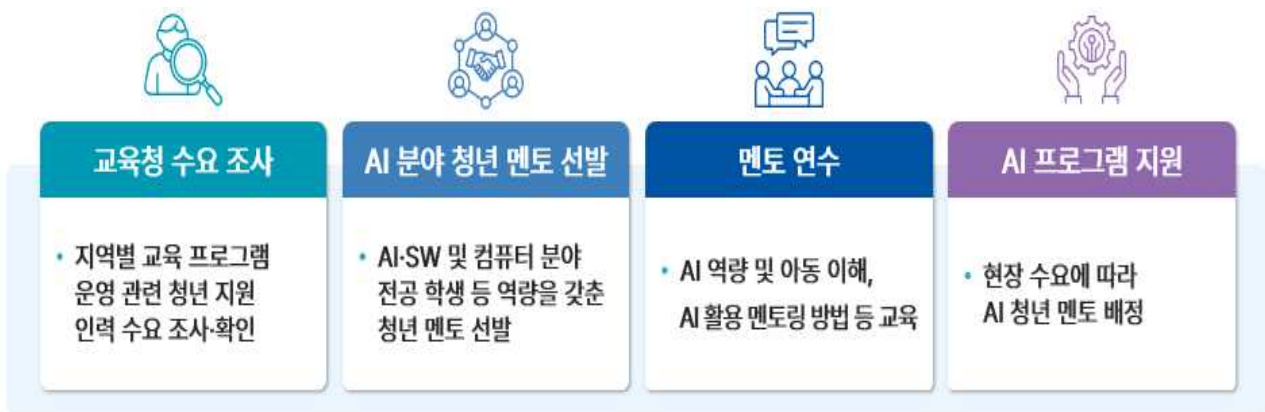 교육청 수요 조사
• 지역별 교육 프로그램
운영 관련 청년 지원
인력 수요 조사·확인
AI 분야 청년 멘토 선발
• AI·SW 및 컴퓨터 분야
전공 학생 등 역량을 갖춘
청년 멘토 선발
멘토 연수
• AI 역량 및 아동 이해,
AI 활용 멘토링 방법 등 교육
AI 프로그램 지원
• 현장 수요에 따라
AI 청년 멘토 배정